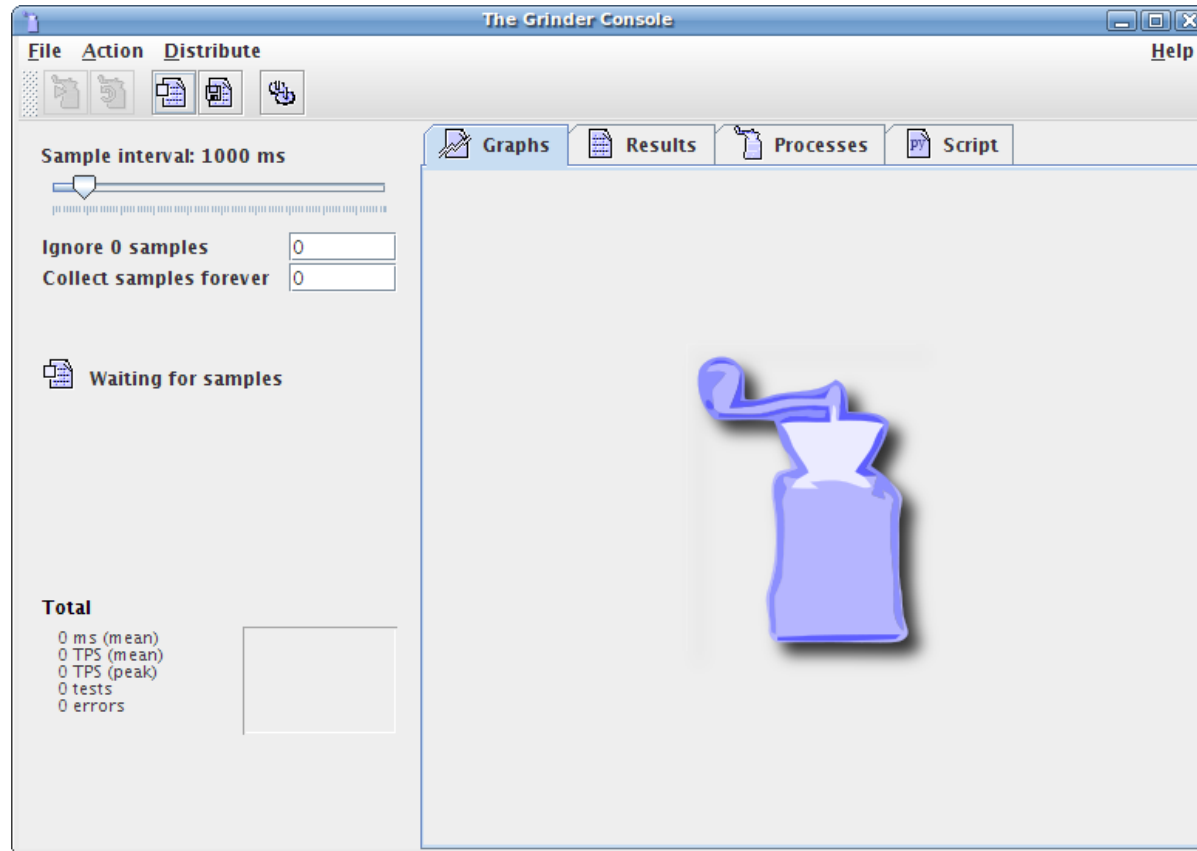 The Grinder Console
File Action Distribute Help
Graphs Results Processes py Script
Sample interval: 1000 ms
Ignore 0 samples 0
Collect samples forever 0
Waiting for samples
Total
0 ms (mean)
0 TPS (mean)
0 TPS (peak)
0 tests
0 errors